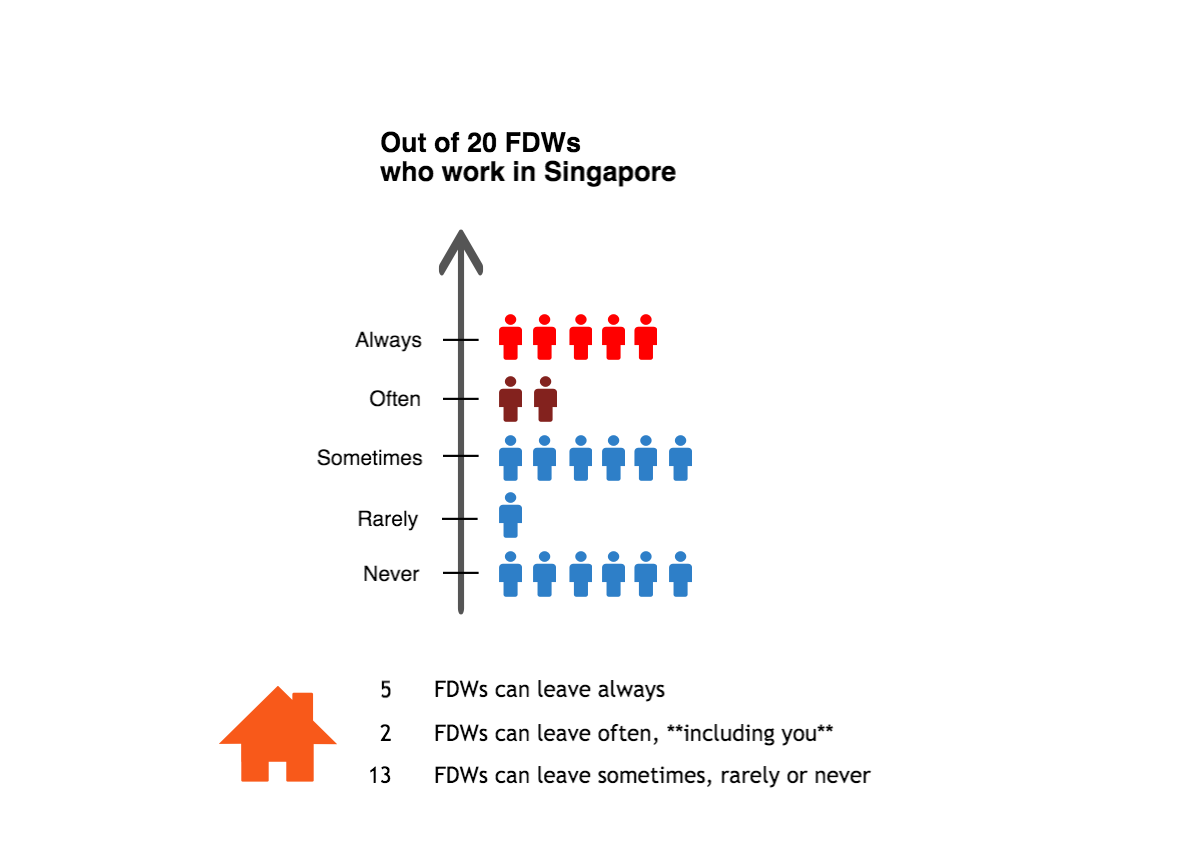 Out of 20 FDWs
who work in Singapore
Always
Often
Sometimes
Rarely
Never
5 FDWs can leave always
2 FDWs can leave often, **including you**
13 FDWs can leave sometimes, rarely or never